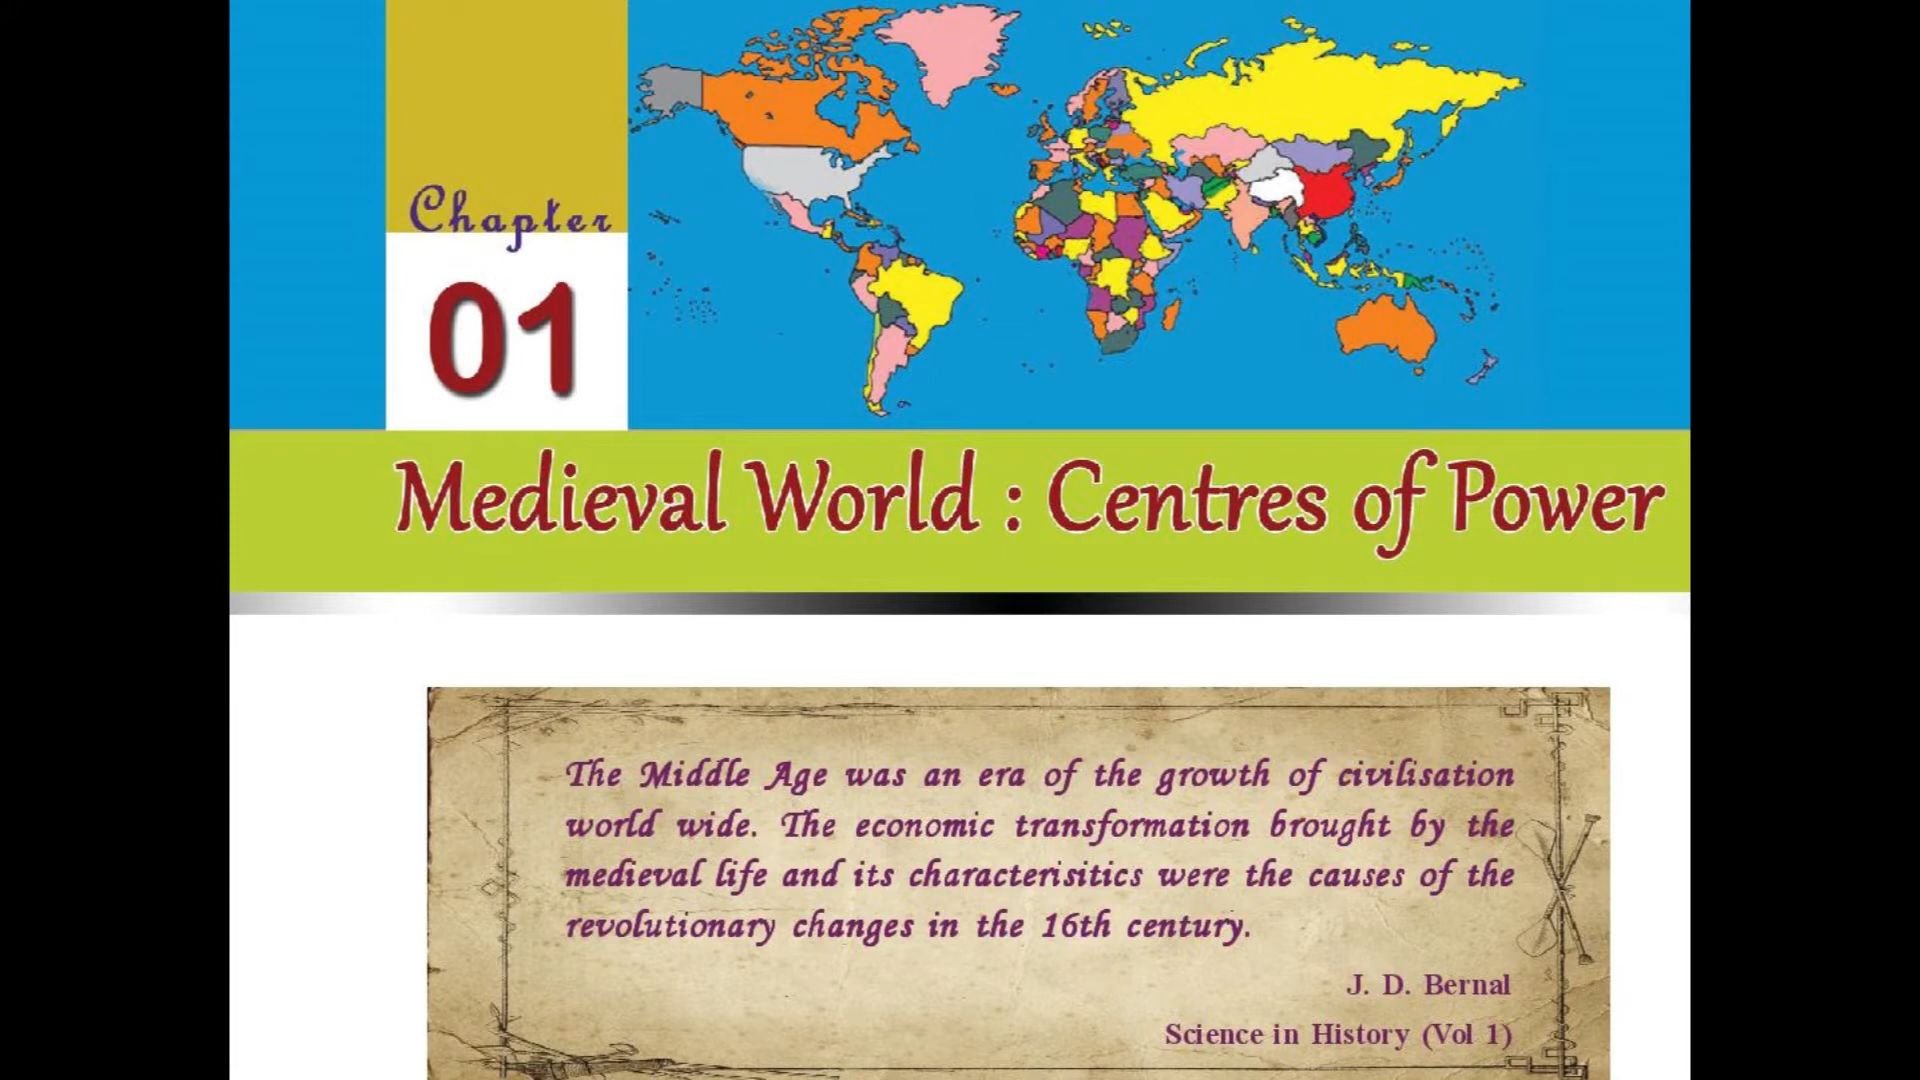 Chapter
01
Medieval World : Centres of Power
The Middle Age was an era of the growth of civilisation
world wide. The economic transformation brought by the
medieval life and its characterisitics were the causes of the
revolutionary changes in the 16th century.
J. D. Bernal
Science in History (Vol 1)